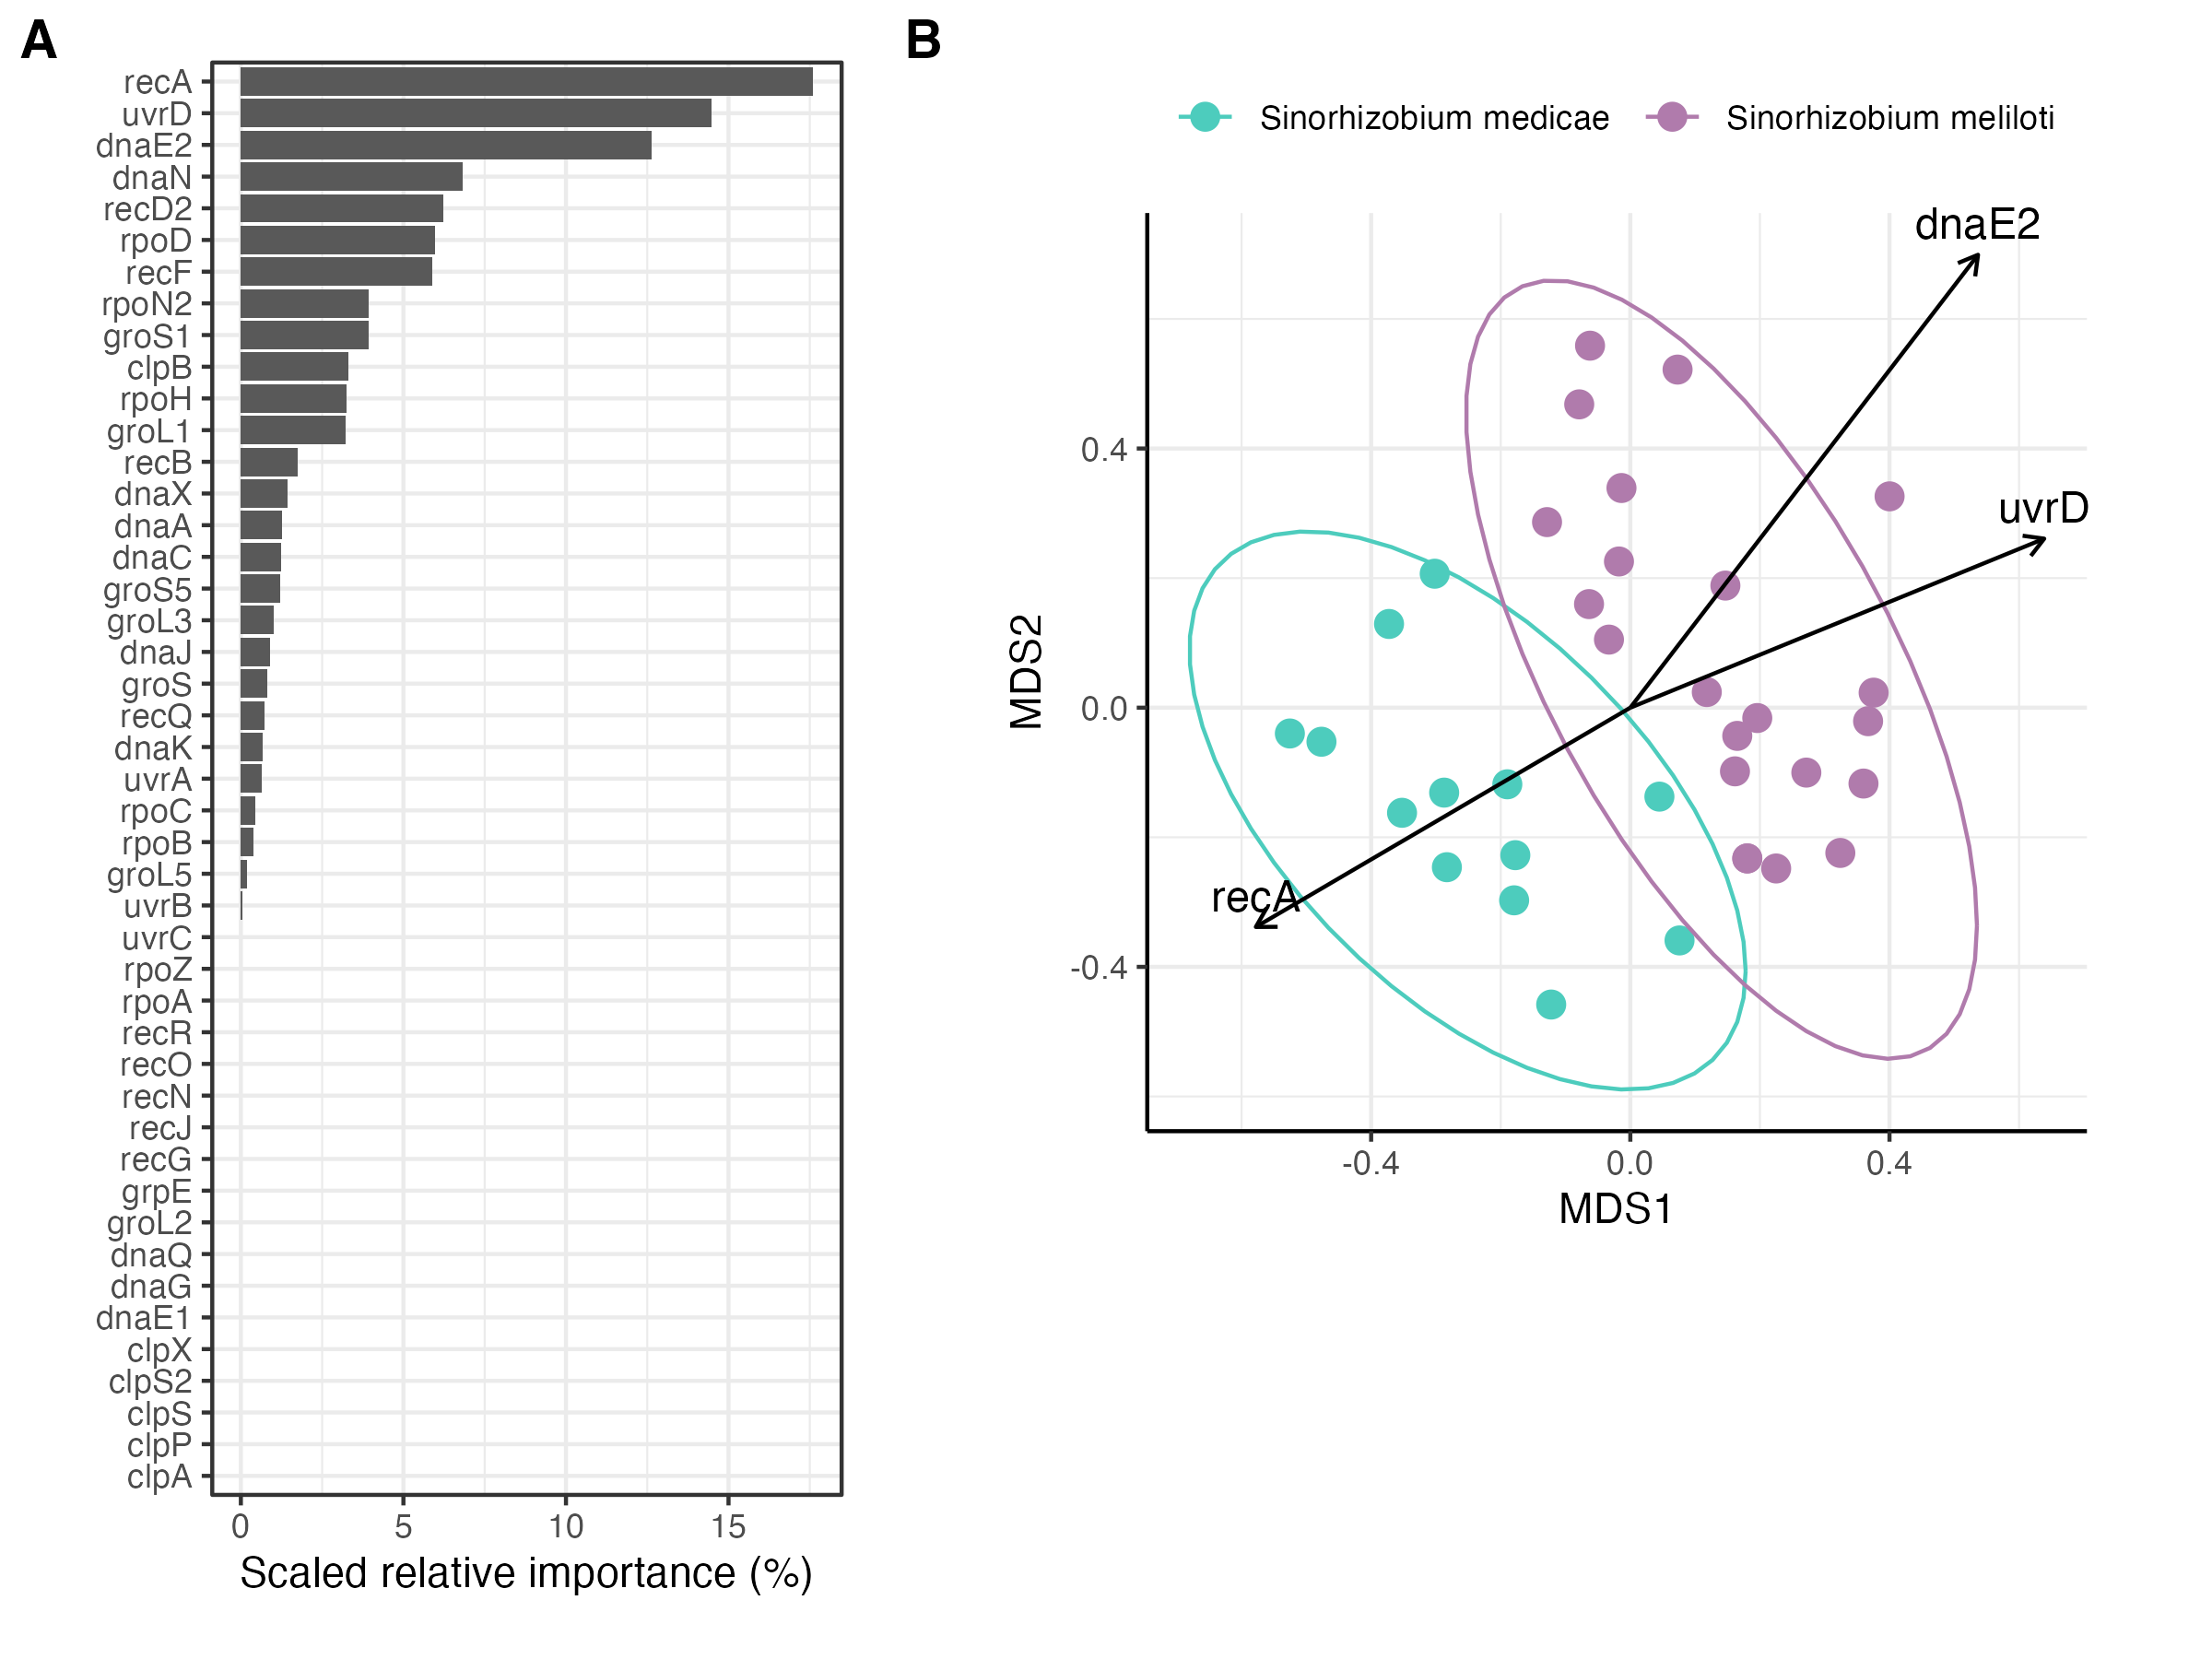 A
recA
uvrD
dnaE2
dnaN
recD2
rpoD
recF
rpoN2
groS1
clpB
rpoH
groL1
recB
dnaX
dnaA
dnaC
groS5
groL3
dnaJ
groS
recQ
dnaK
uvrA
rpoC
rpoB
groL5
uvrB
uvrC
rpoZ
rpoA
recR
recO
recN
recJ
recG
grpE
groL2
dnaQ
dnaG
dnaE1
clpX
clpS2
clpS
clpP
clpA
0 5 10 15
Scaled relative importance (%)
B
Sinorhizobium medicae Sinorhizobium meliloti
dnaE2
uvrD
recA
0.4
0.0
-0.4
MDS2
-0.4 0.0 0.4
MDS1